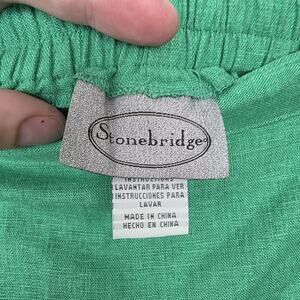 Stonebridge
INSTRUCTIONS
LAVANTAR PARA VER
INSTRUCCIONES PARA
LAVAR
MADE IN CHINA
HECHO EN CHINA